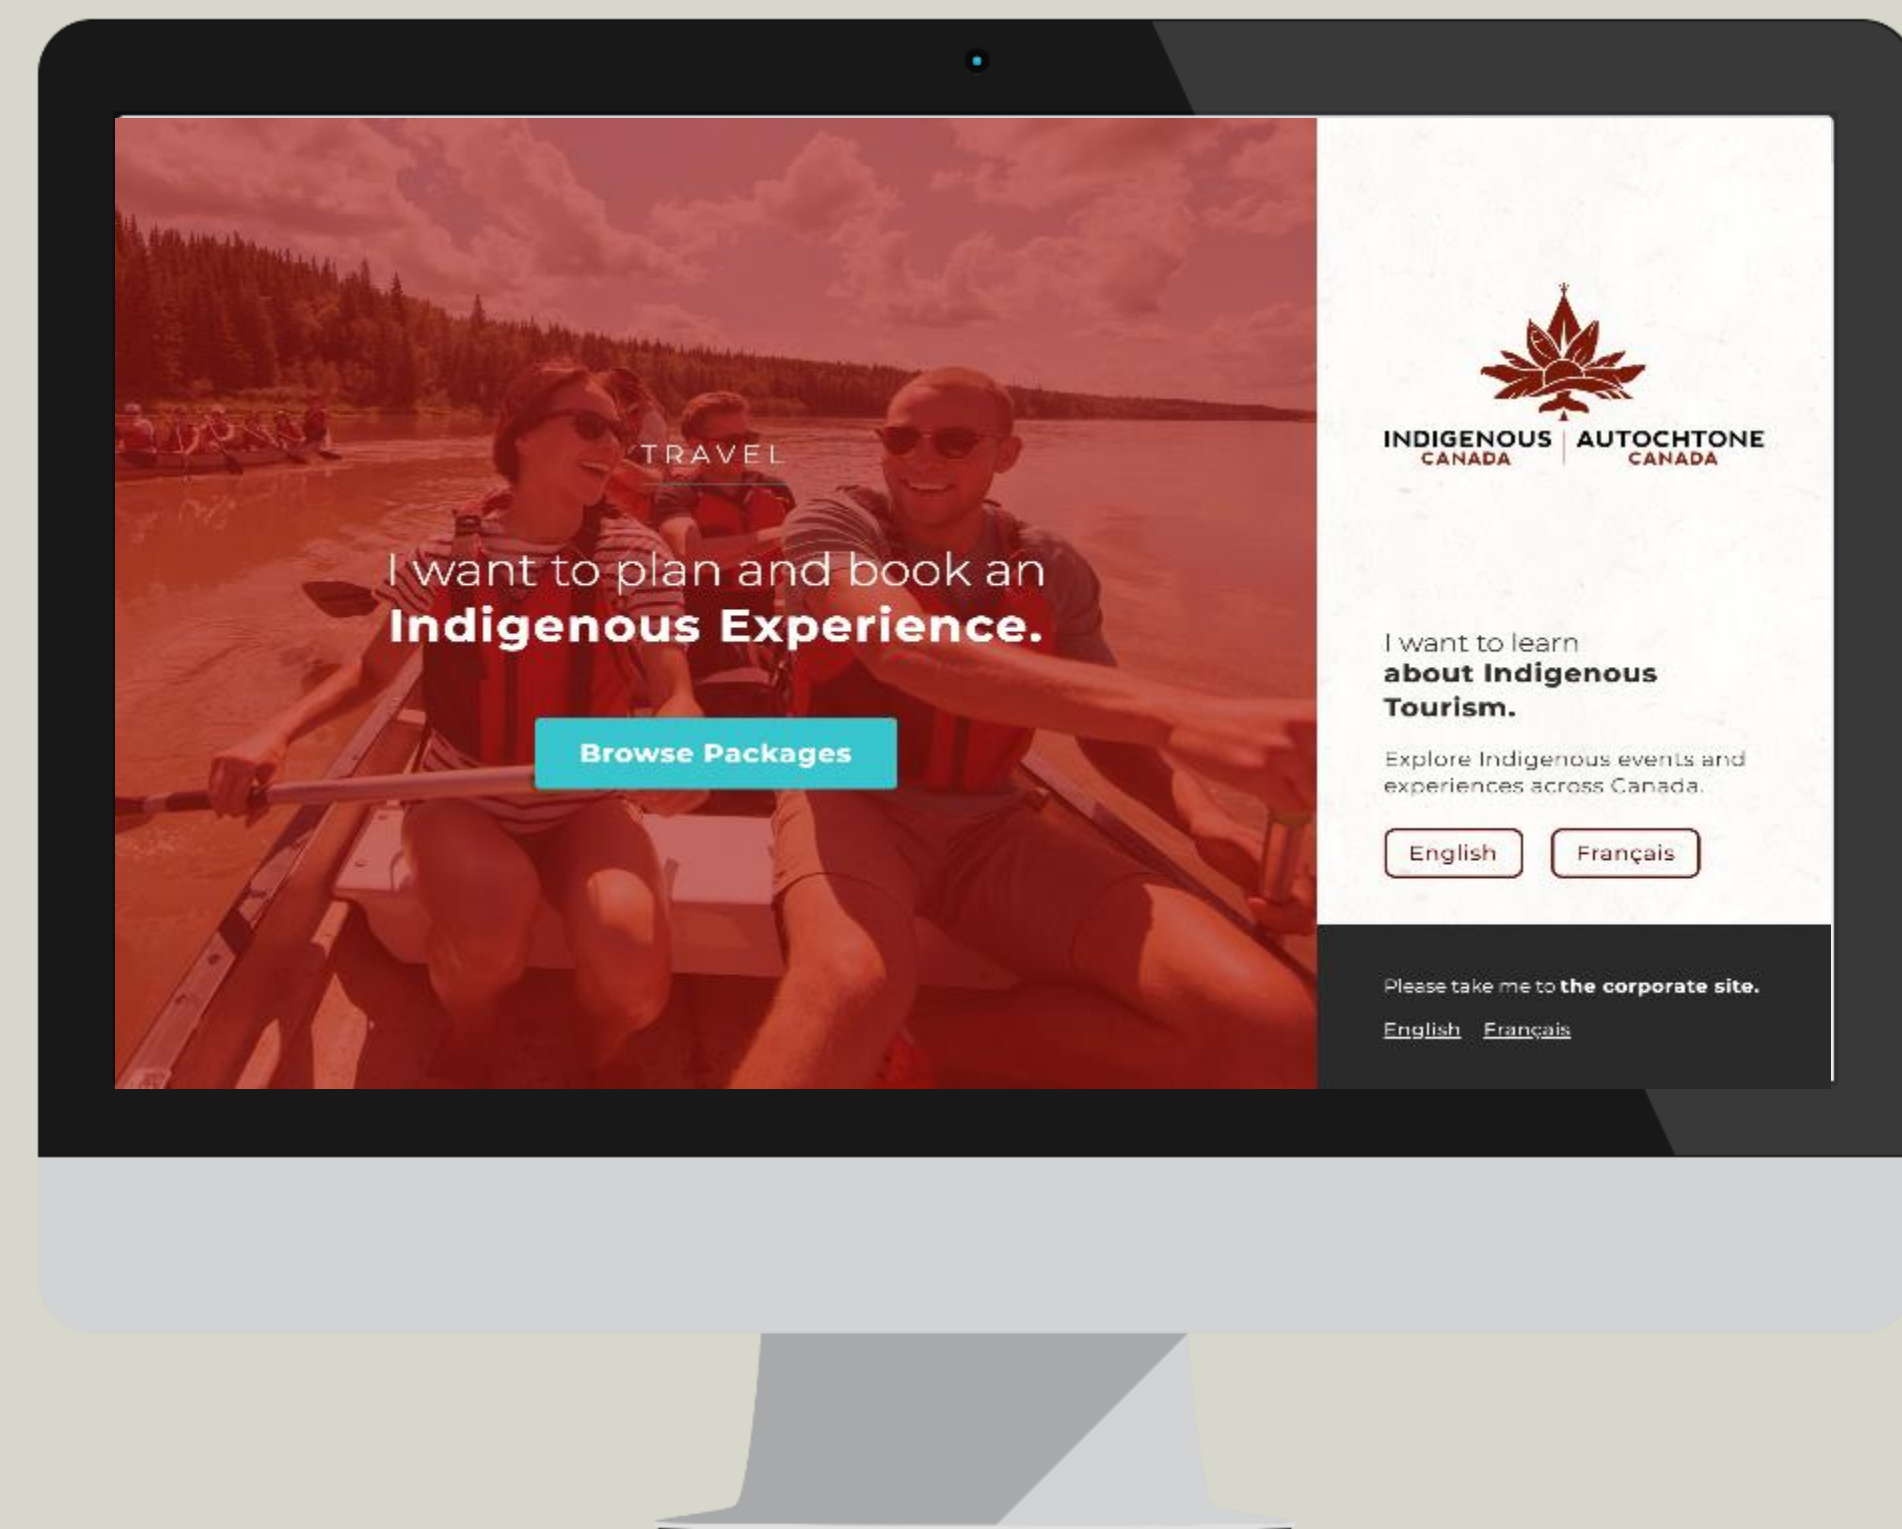 TRAVEL
I want to plan and book an
Indigenous Experience.
Browse Packages
INDIGENOUS | AUTOCHTONE
CANADA CANADA
I want to learn
about Indigenous
Tourism.
Explore Indigenous events and
experiences across Canada.
English Français
Please take me to the corporate site.
English Français